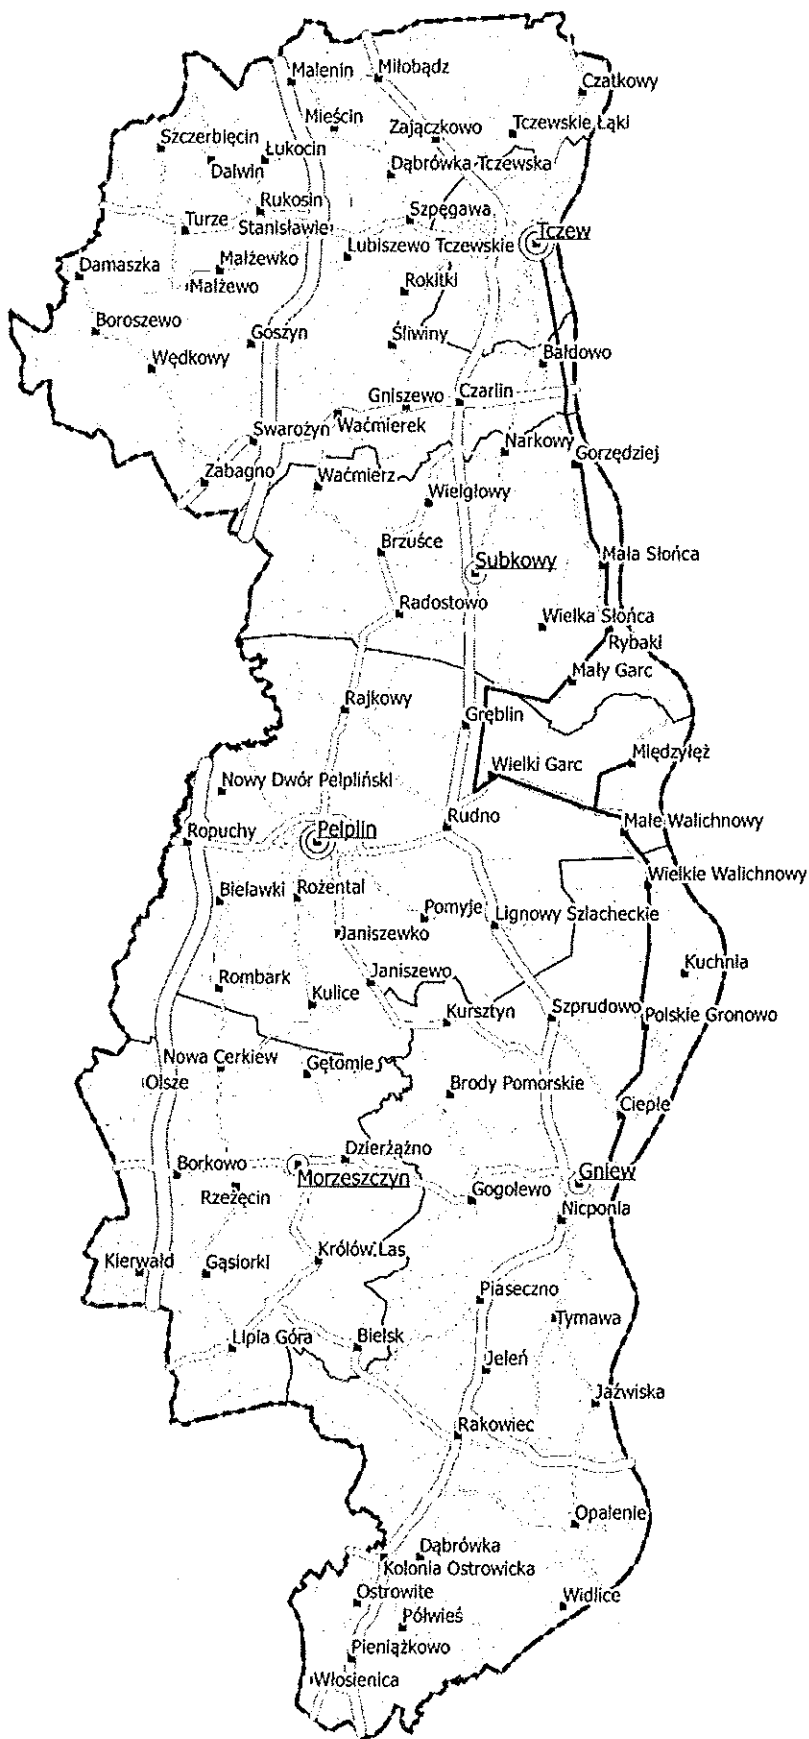 Malenin
Miłobądz
Czatkowy
Mieścin
Zajączkowo
Tczewskie Łąki
Szczerbięcin
Łukocin
Dalwin
Dąbrówka Tczewska
Rukosin
Szpęgawa
Turze
Stanisławie
Tczew
Lubiszewo Tczewskie
Damaszka
Małżewko
Małżewo
Rokitki
Boroszewo
Goszyn
Śliwiny
Wędkowy
Bałdowo
Gniszewo
Czarlin
Waćmierek
Swarożyn
Narkowy
Gorzędziej
Zabagno
Waćmierz
Wielgłowy
Brzuśce
Subkowy
Mała Słońca
Radostowo
Wielka Słońca
Rybaki
Mały Garc
Rajkowy
Gręblin
Międzyłęż
Wielki Garc
Nowy Dwór Pelpliński
Rudno
Małe Walichnowy
Ropuchy
Pelplin
Wielkie Walichnowy
Bielawki
Rożental
Pomyje
Lignowy Szlacheckie
Janiszewko
Kuchnia
Rombark
Janiszewo
Kulice
Kursztyn
Szprudowo
Polskie Gronowo
Nowa Cerkiew
Gętomie
Olsze
Brody Pomorskie
Ciepłe
Dzierżążno
Borkowo
Morzeszczyn
Gniew
Rzeżęcin
Gogolewo
Nicponia
Kierwałd
Gąsiorki
Królów Las
Piaseczno
Tymawa
Lipia Góra
Bielsk
Jeleń
Jaźwiska
Rakowiec
Opalenie
Dąbrówka
Kolonia Ostrowicka
Ostrowite
Widlice
Półwieś
Pieniążkowo
Włosienica